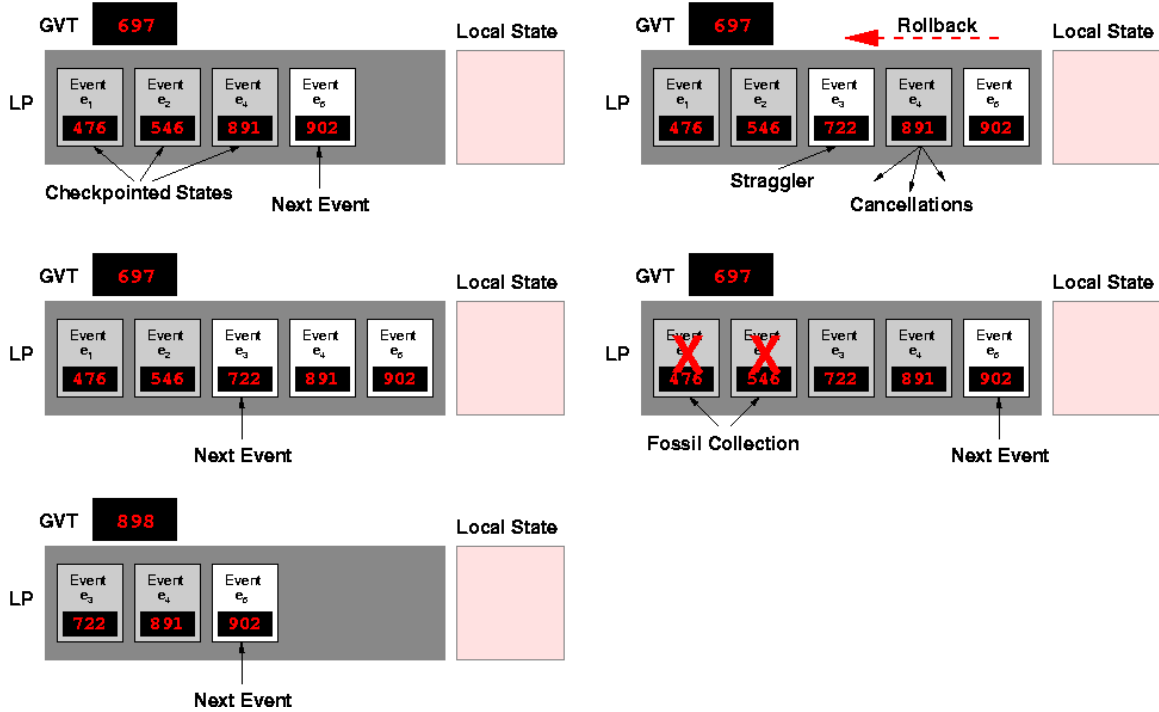 GVT 697
Local State
LP
Event Event Event Event
e₁ e₂ e₄ e₅
476 546 891 902
Checkpointed States
Next Event
GVT 697
Rollback
Local State
LP
Event Event Event Event Event
e₁ e₂ e₃ e₄ e₅
476 546 722 891 902
Straggler
Cancellations
GVT 697
Local State
LP
Event Event Event Event Event
e₁ e₂ e₃ e₄ e₅
476 546 722 891 902
Next Event
GVT 697
Local State
LP
Event Event Event Event Event
e₃ e₄ e₅
476 546 722 891 902
Fossil Collection
Next Event
GVT 898
Local State
LP
Event Event Event
e₃ e₄ e₅
722 891 902
Next Event